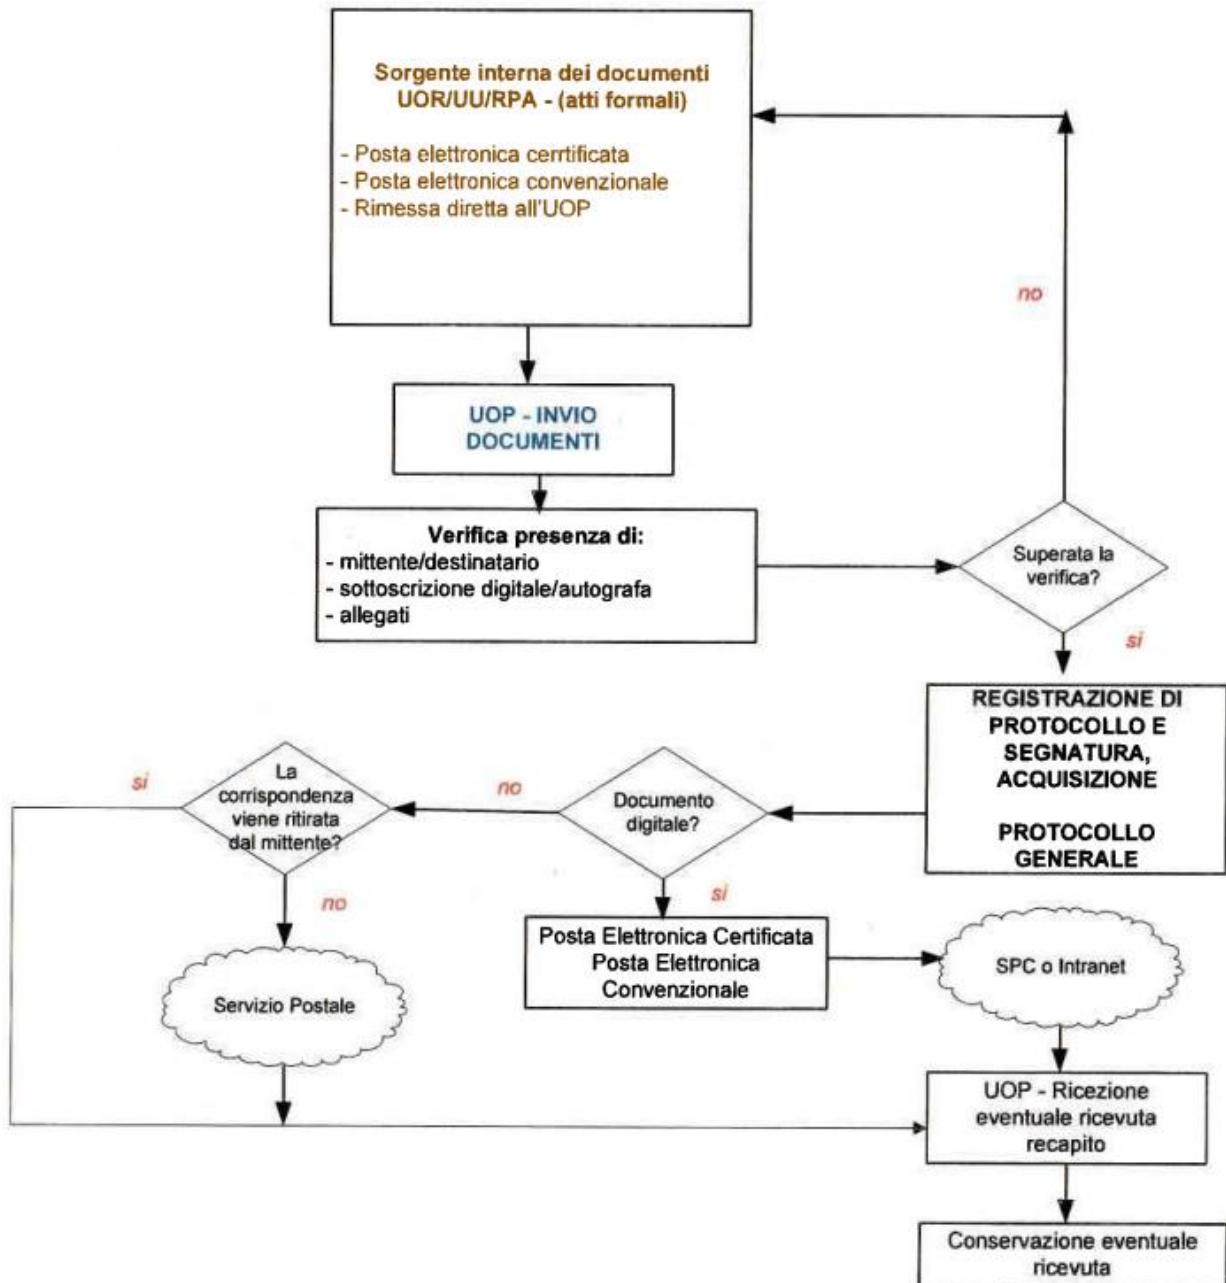 Sorgente interna dei documenti
UOR/UU/RPA - (atti formali)
- Posta elettronica cerrtificata
- Posta elettronica convenzionale
- Rimessa diretta all'UOP
no
UOP - INVIO
DOCUMENTI
Verifica presenza di:
- mittente/destinatario
- sottoscrizione digitale/autografa
- allegati
Superata la
verifica?
si
REGISTRAZIONE DI
PROTOCOLLO E
SEGNATURA,
ACQUISIZIONE
PROTOCOLLO
GENERALE
Documento
digitale?
no
La
corrispondenza
viene ritirata
dal mittente?
si
no
si
Posta Elettronica Certificata
Posta Elettronica
Convenzionale
SPC o Intranet
Servizio Postale
UOP - Ricezione
eventuale ricevuta
recapito
Conservazione eventuale
ricevuta